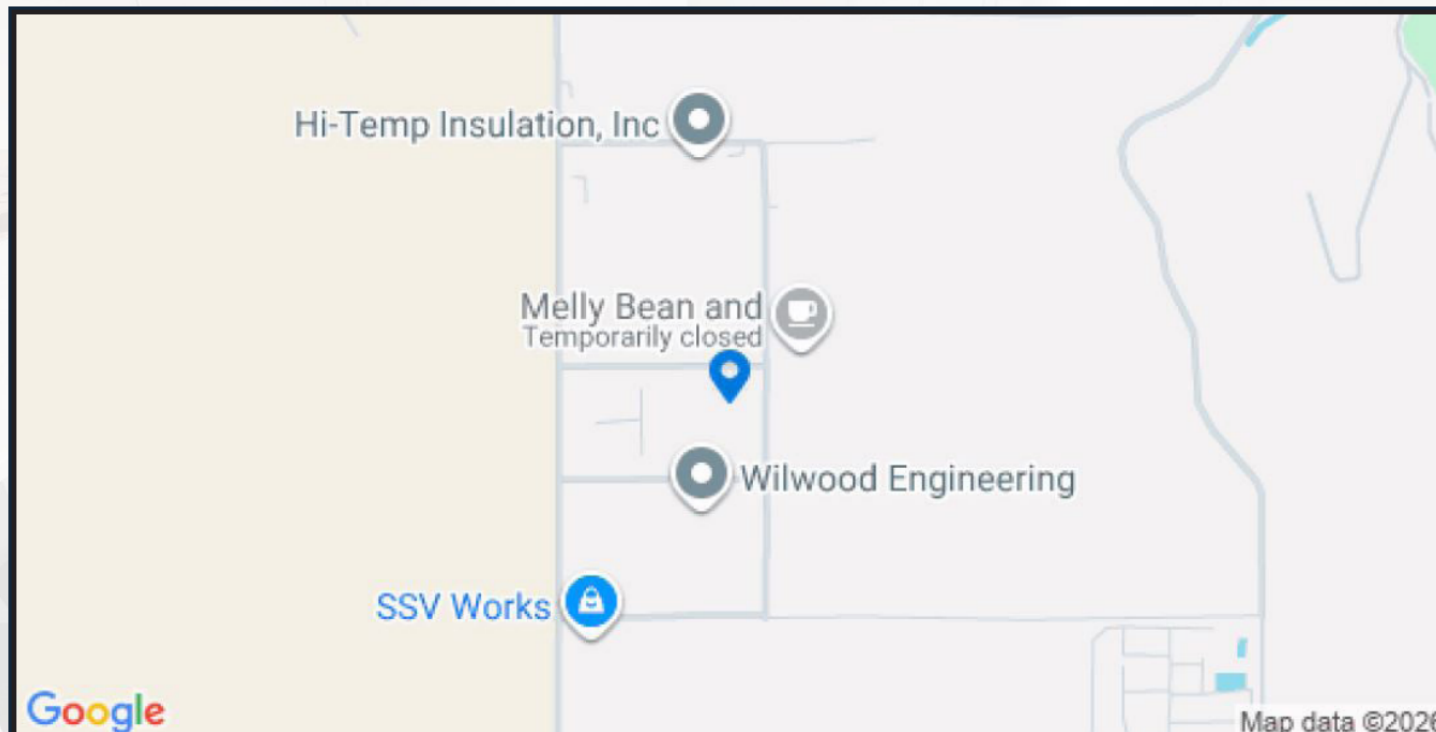 Hi-Temp Insulation, Inc
Melly Bean and
Temporarily closed
Wilwood Engineering
SSV Works
Google
Map data ©2026